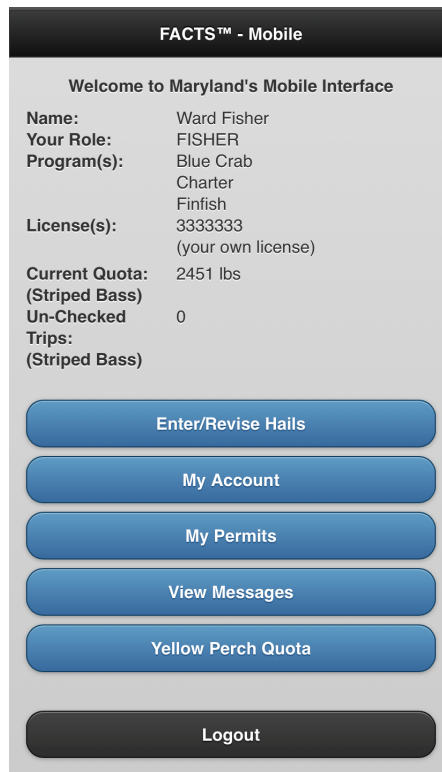 FACTS™ - Mobile
Welcome to Maryland's Mobile Interface
Name: Ward Fisher
Your Role: FISHER
Program(s): Blue Crab
Charter
Finfish
License(s): 3333333
(your own license)
Current Quota: 2451 lbs
(Striped Bass)
Un-Checked 0
Trips:
(Striped Bass)
Enter/Revise Hails
My Account
My Permits
View Messages
Yellow Perch Quota
Logout